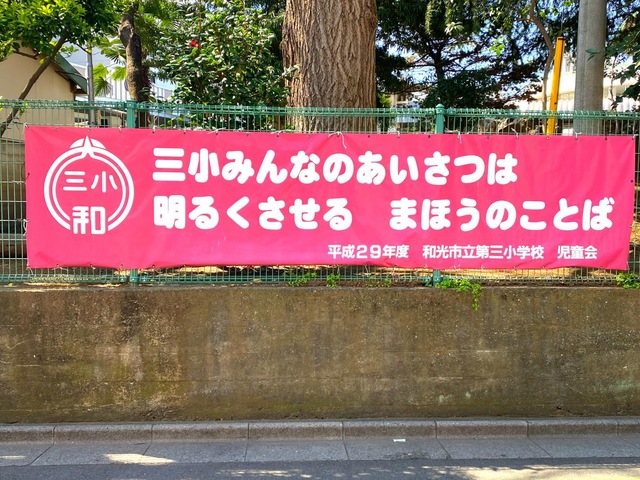 三小
和
三小みんなのあいさつは
明るくさせる　まほうのことば
平成29年度　和光市立第三小学校　児童会